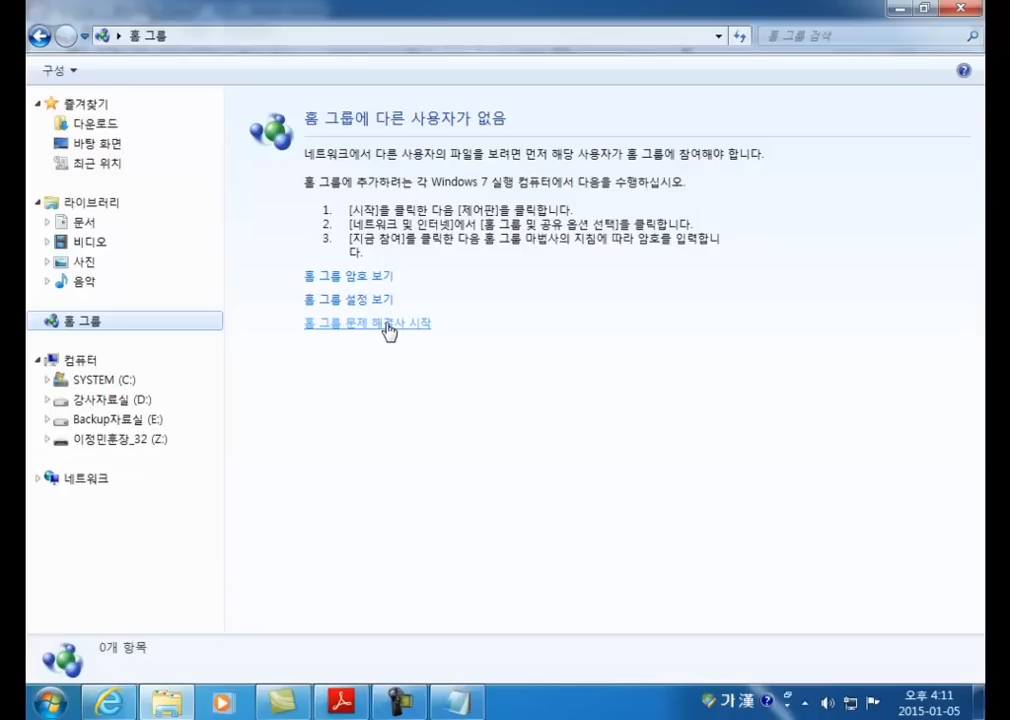 홈 그룹
홈 그룹 검색
구성
즐겨찾기
다운로드
바탕 화면
최근 위치
라이브러리
문서
비디오
사진
음악
홈 그룹
컴퓨터
SYSTEM (C:)
강사자료실 (D:)
Backup자료실 (E:)
이정민훈장_32 (Z:)
네트워크
홈 그룹에 다른 사용자가 없음
네트워크에서 다른 사용자의 파일을 보려면 먼저 해당 사용자가 홈 그룹에 참여해야 합니다.
홈 그룹에 추가하려는 각 Windows 7 실행 컴퓨터에서 다음을 수행하십시오.
1. [시작]을 클릭한 다음 [제어판]을 클릭합니다.
2. [네트워크 및 인터넷]에서 [홈 그룹 및 공유 옵션 선택]을 클릭합니다.
3. [지금 참여]를 클릭한 다음 홈 그룹 마법사의 지침에 따라 암호를 입력합니
다.
홈 그룹 암호 보기
홈 그룹 설정 보기
홈 그룹 문제 해결사 시작
0개 항목
가 漢
오후 4:11
2015-01-05